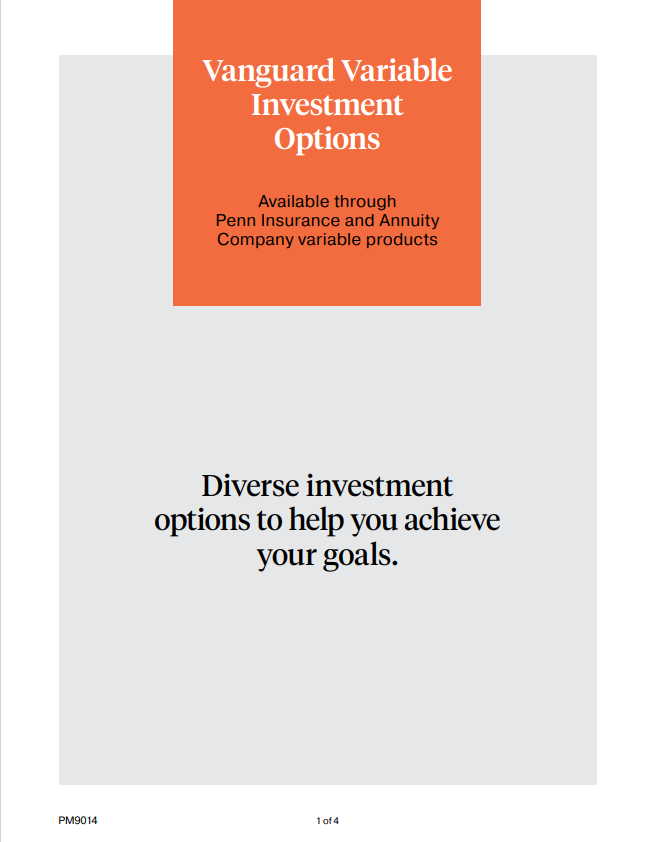 Vanguard Variable
Investment
Options
Available through
Penn Insurance and Annuity
Company variable products
Diverse investment
options to help you achieve
your goals.
PM9014
1 of 4